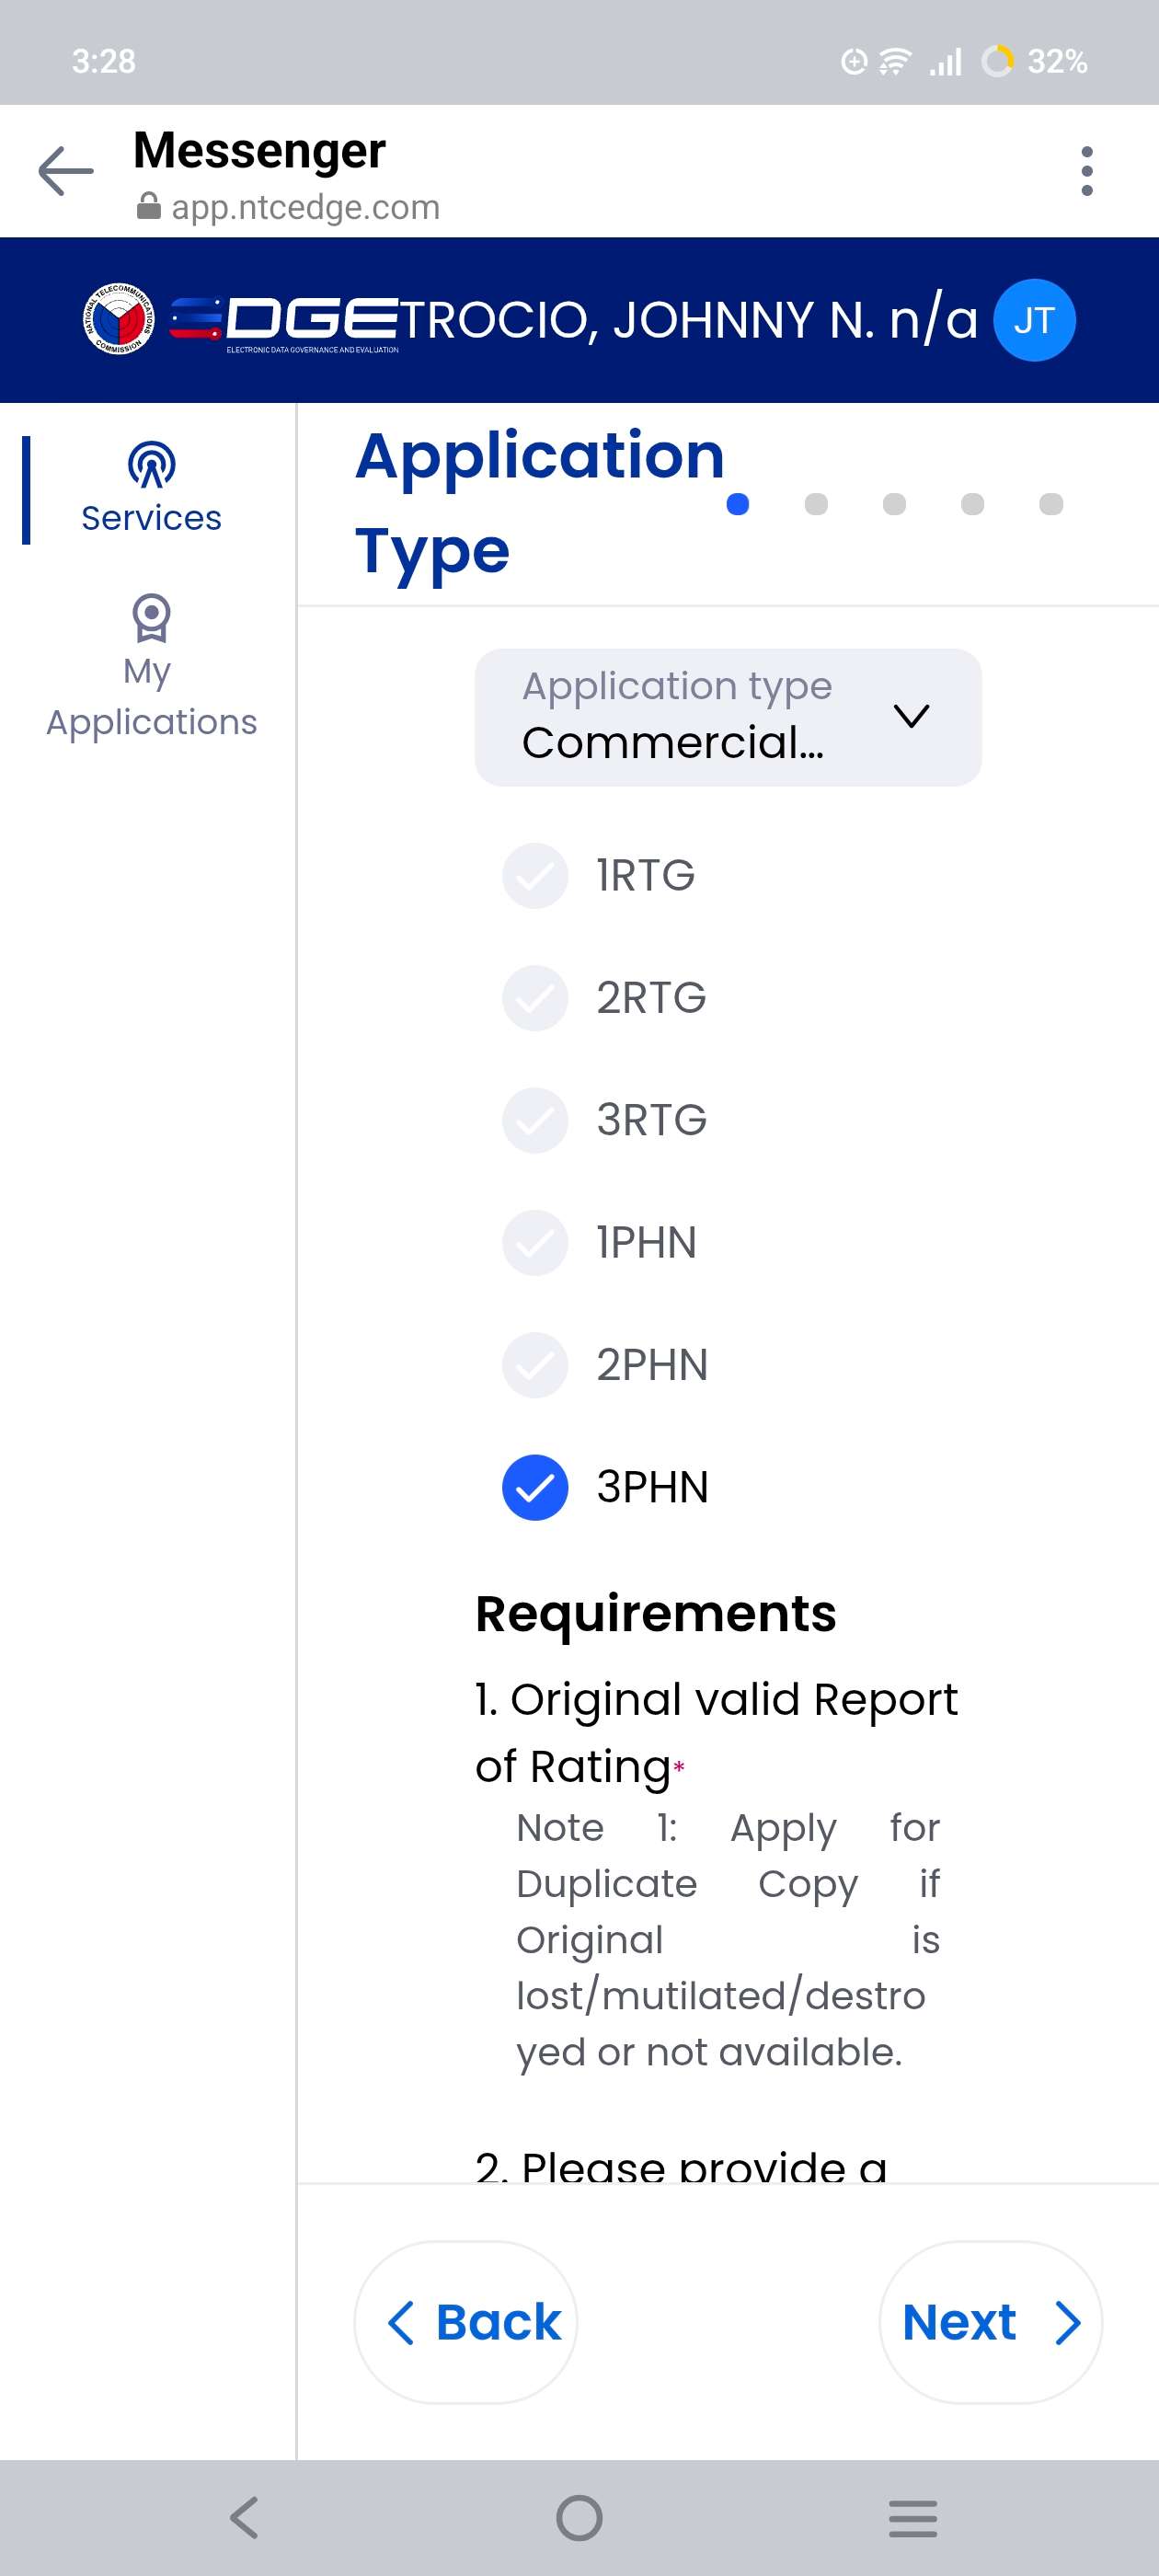 3:28
32%
Messenger
app.ntcedge.com
NATIONAL TELECOMMUNICATIONS COMMISSION
EDGE
ELECTRONIC DATA GOVERNANCE AND EVALUATION
TROCIO, JOHNNY N. n/a
JT
Services
My
Applications
Application
Type
Application type
Commercial...
1RTG
2RTG
3RTG
1PHN
2PHN
3PHN
Requirements
1. Original valid Report
of Rating*
Note 1: Apply for
Duplicate Copy if
Original is
lost/mutilated/destro
yed or not available.
2. Please provide a
Back
Next